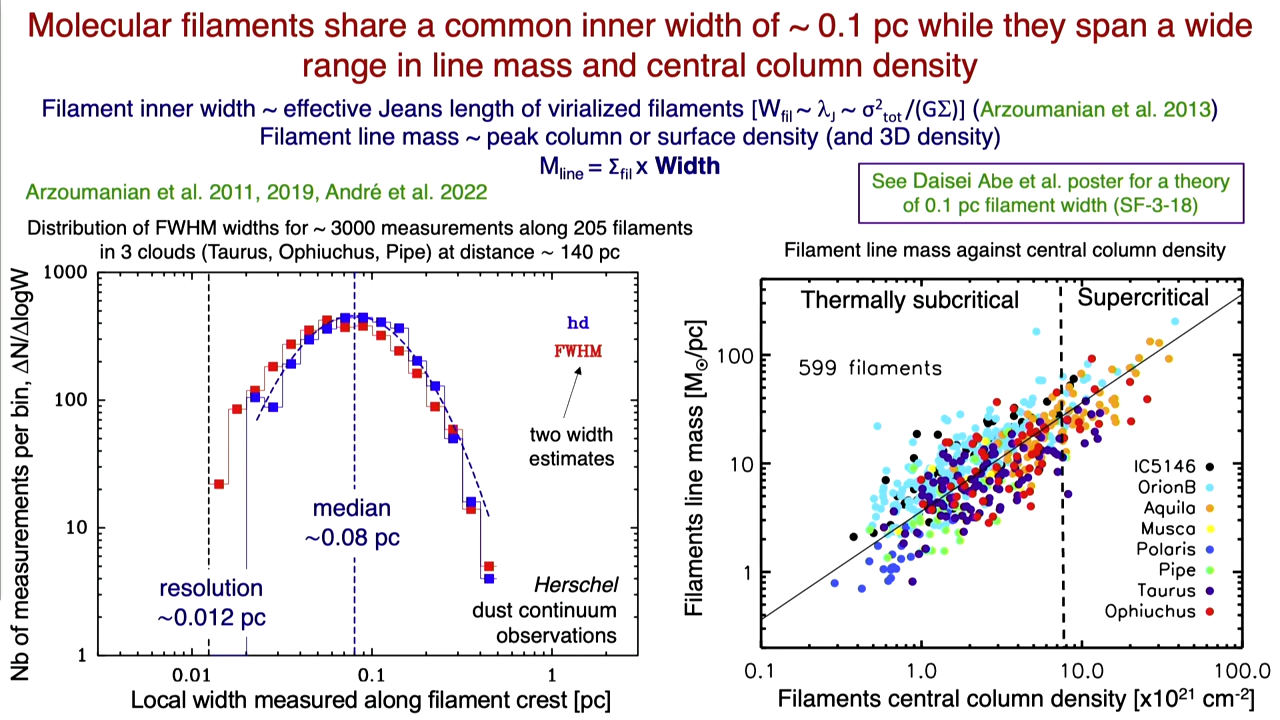 Molecular filaments share a common inner width of ~ 0.1 pc while they span a wide
range in line mass and central column density
Filament inner width ~ effective Jeans length of virialized filaments [W_fil ~ λ_J ~ σ²_tot /(GΣ)] (Arzoumanian et al. 2013)
Filament line mass ~ peak column or surface density (and 3D density)
M_line = Σ_fil x Width
Arzoumanian et al. 2011, 2019, André et al. 2022
See Daisei Abe et al. poster for a theory
of 0.1 pc filament width (SF-3-18)
Distribution of FWHM widths for ~ 3000 measurements along 205 filaments
in 3 clouds (Taurus, Ophiuchus, Pipe) at distance ~ 140 pc
Nb of measurements per bin, ΔN/ΔlogW
1000
100
10
1
hd
FWHM
two width
estimates
median
~0.08 pc
resolution
~0.012 pc
Herschel
dust continuum
observations
0.01
0.1
1
Local width measured along filament crest [pc]
Filament line mass against central column density
Filaments line mass [M⊙/pc]
100
10
1
Thermally subcritical
Supercritical
599 filaments
IC5146
OrionB
Aquila
Musca
Polaris
Pipe
Taurus
Ophiuchus
0.1
1.0
10.0
100.0
Filaments central column density [x10²¹ cm⁻²]